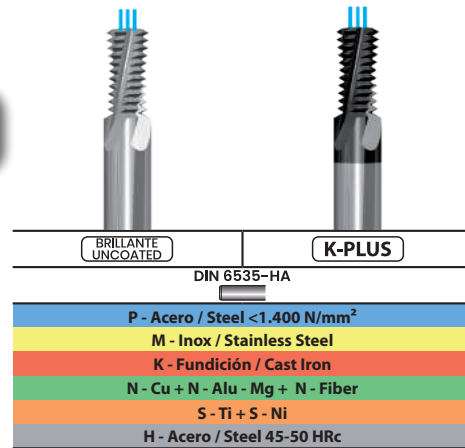 BRILLANTE
UNCOATED
K-PLUS
DIN 6535-HA
P - Acero / Steel <1.400 N/mm²
M - Inox / Stainless Steel
K - Fundición / Cast Iron
N - Cu + N - Alu - Mg + N - Fiber
S - Ti + S - Ni
H - Acero / Steel 45-50 HRc